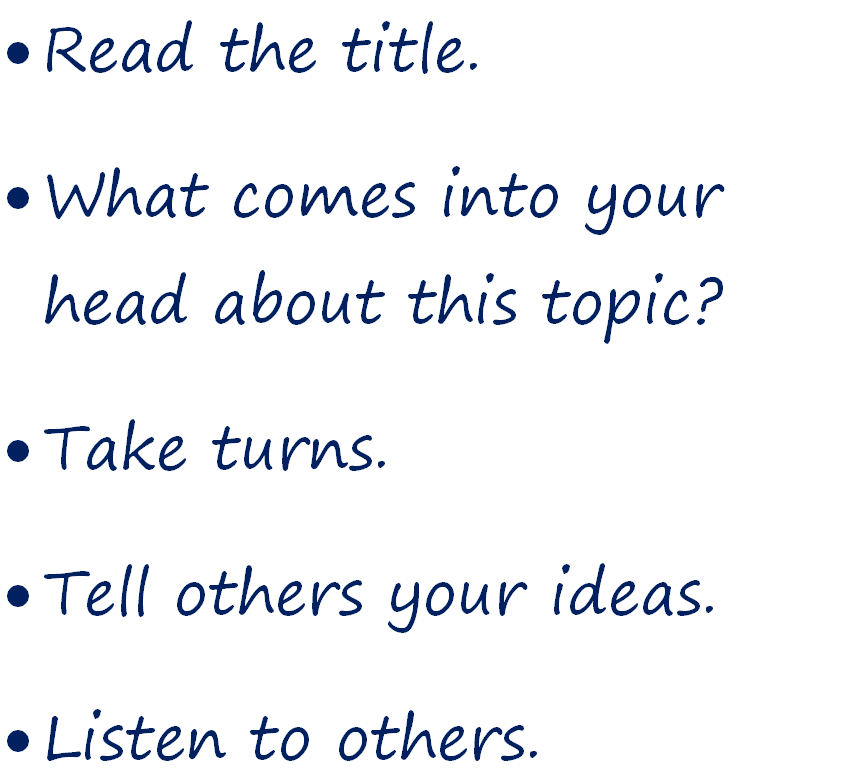 • Read the title.
• What comes into your
head about this topic?
• Take turns.
• Tell others your ideas.
• Listen to others.